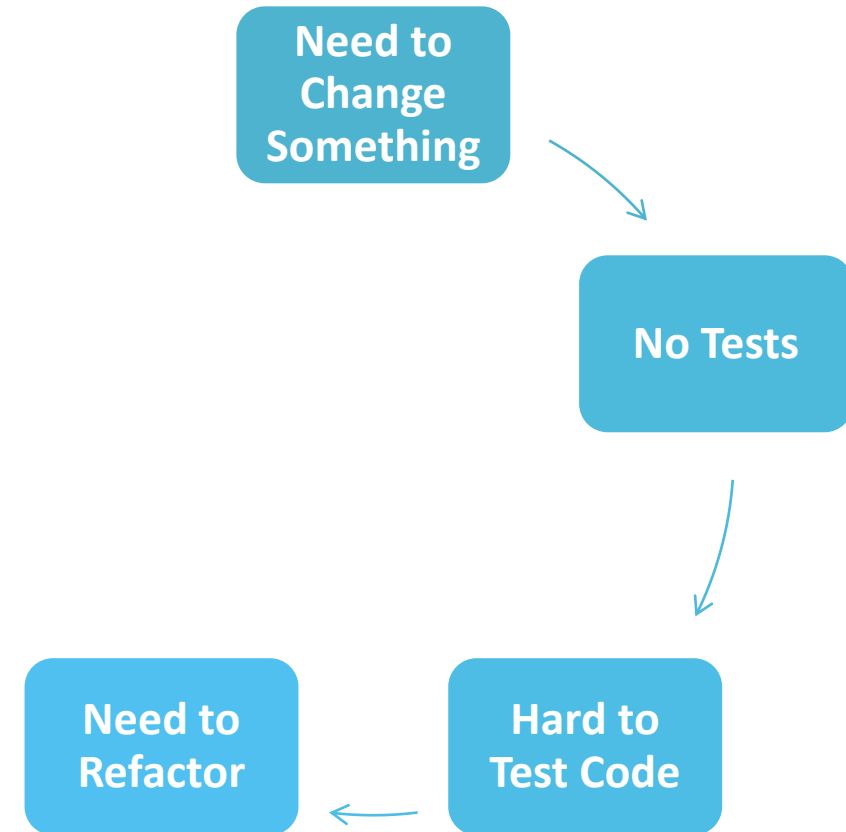 Need to
Change
Something
No Tests
Hard to
Test Code
Need to
Refactor